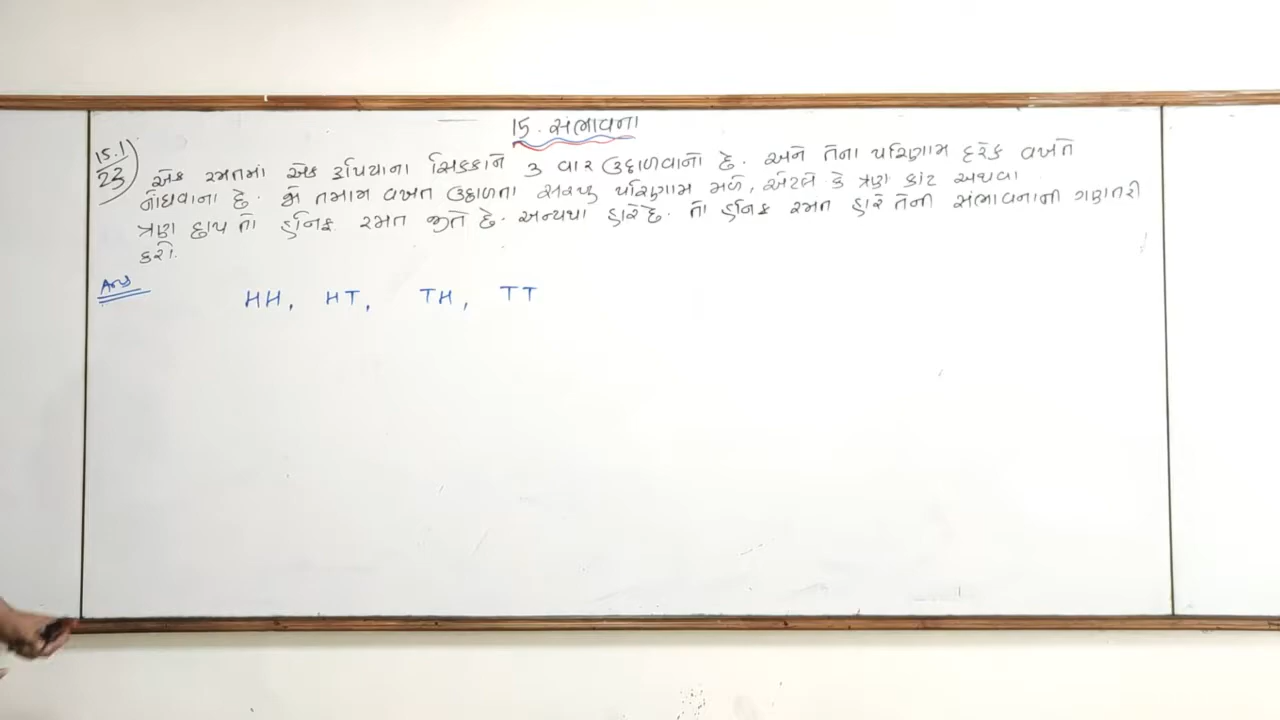 15. સંભાવના
15.1
23 એક રમતમાં એક રૂપિયાના સિક્કાને 3 વાર ઉછાળવાનો છે. અને તેના પરિણામ દરેક વખતે
નોંધવાના છે. જો તમામ વખત ઉછાળતા સરખુ પરિણામ મળે, એટલે કે ત્રણ કાંટ અથવા
ત્રણ છાપ તો હનિફ રમત જીતે છે. અન્યથા હારે છે. તો હનિફ રમત હારે તેની સંભાવનાની ગણતરી
કરો.
Ans
HH, HT, TH, TT